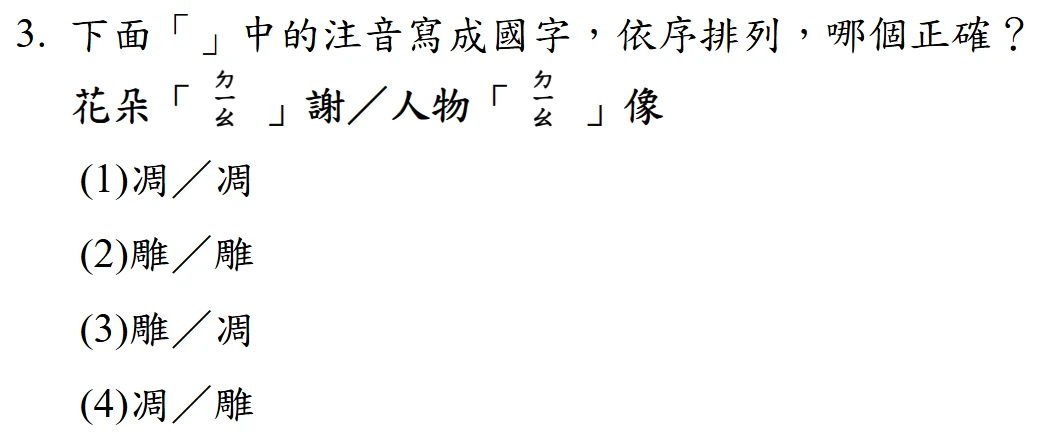 3. 下面「」中的注音寫成國字，依序排列，哪個正確？
花朵「ㄉㄧㄠ」謝／人物「ㄉㄧㄠ」像
(1)凋／凋
(2)雕／雕
(3)雕／凋
(4)凋／雕